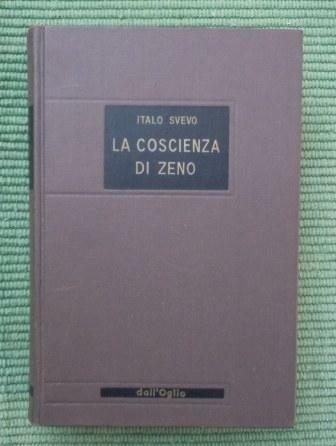 ITALO SVEVO
LA COSCIENZA
DI ZENO
dall'Oglio